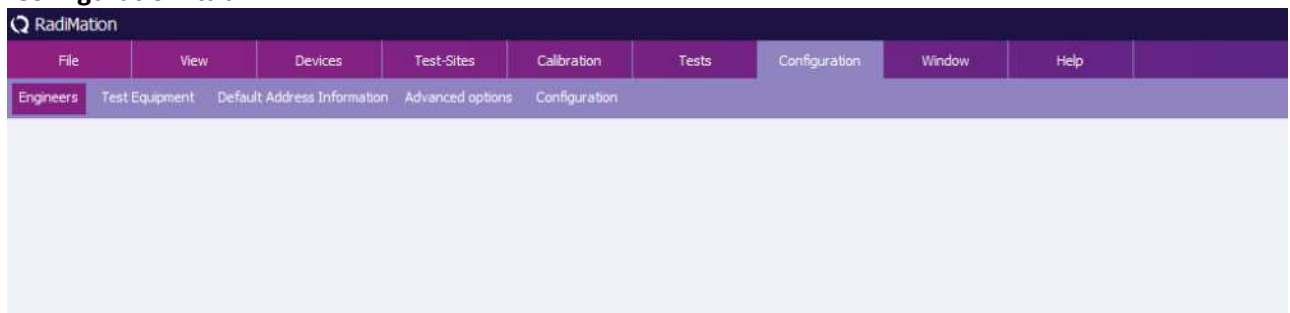 RadiMation
File View Devices Test-Sites Calibration Tests Configuration Window Help
Engineers Test Equipment Default Address Information Advanced options Configuration